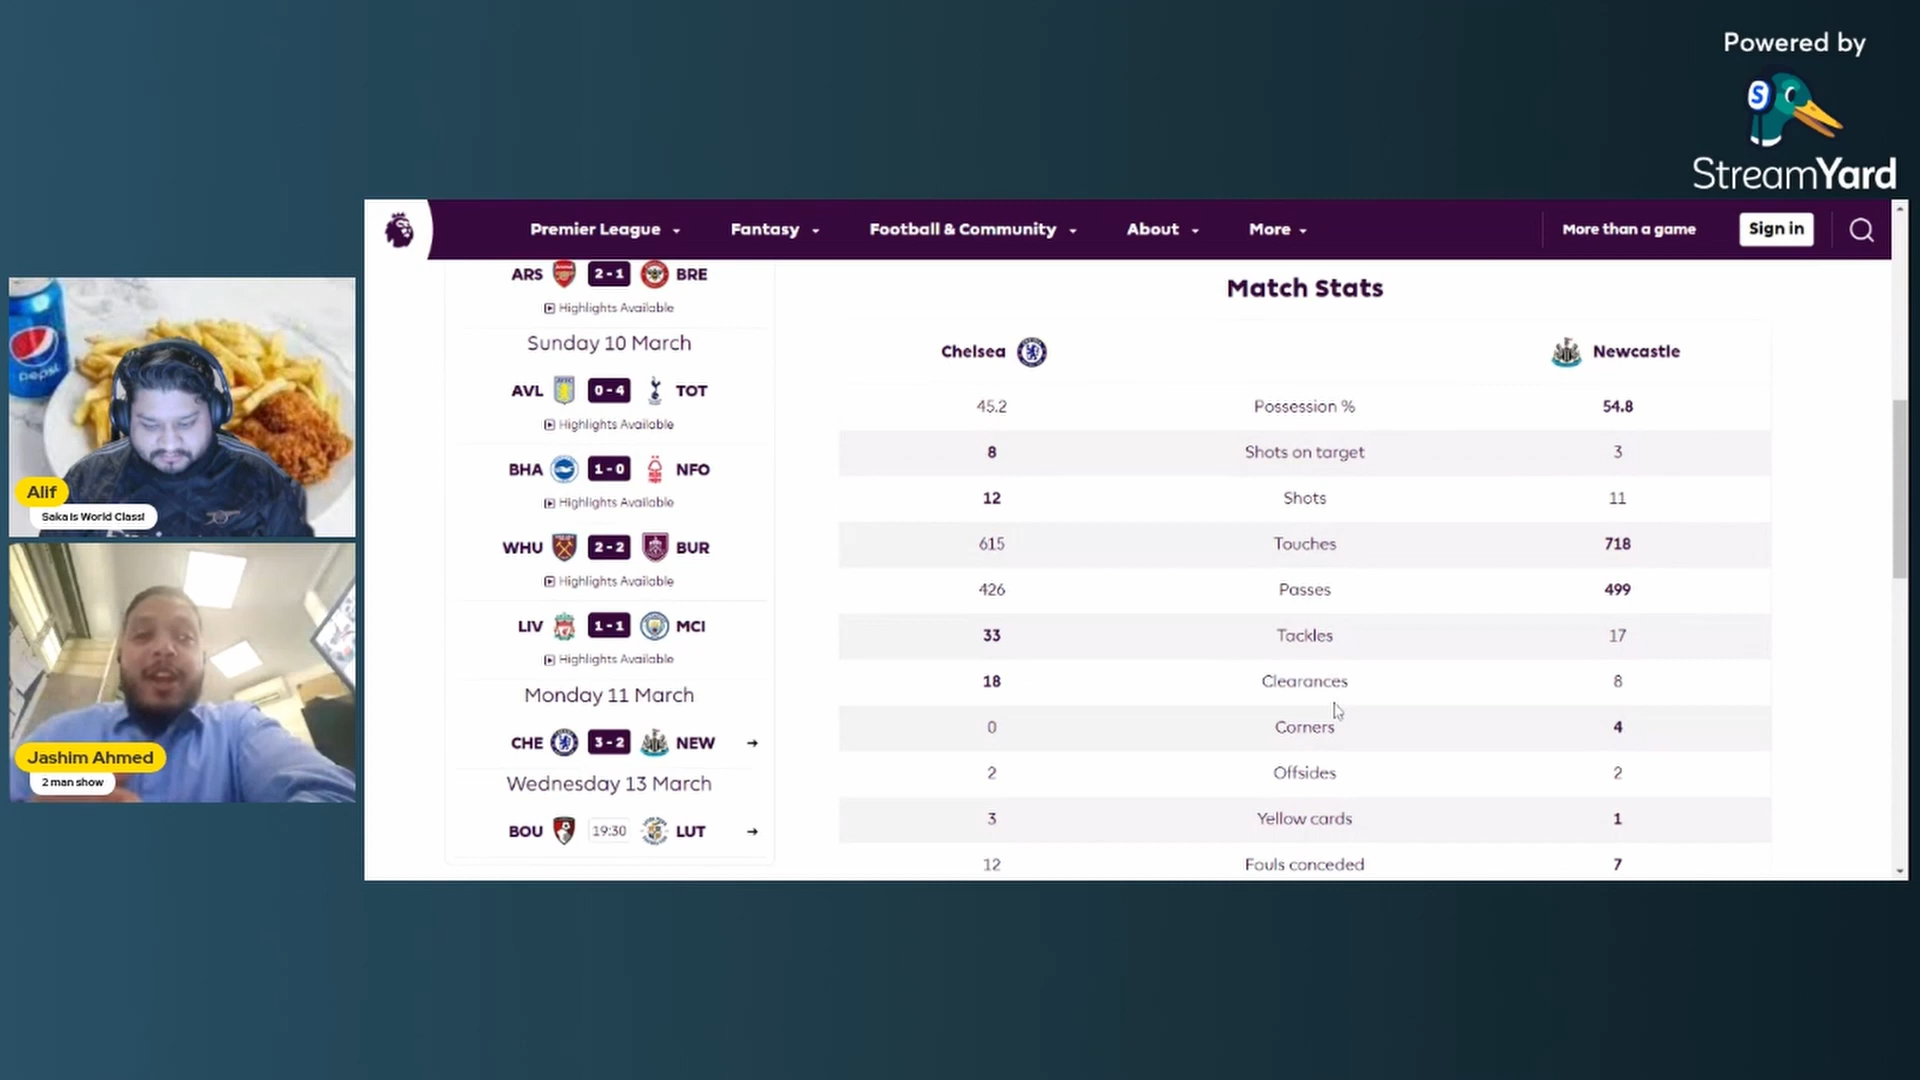 Powered by
StreamYard
Premier League
Fantasy
Football & Community
About
More
More than a game
Sign in
ARS 2 - 1 BRE
Highlights Available
Sunday 10 March
AVL 0 - 4 TOT
Highlights Available
BHA 1 - 0 NFO
Highlights Available
WHU 2 - 2 BUR
Highlights Available
LIV 1 - 1 MCI
Highlights Available
Monday 11 March
CHE 3 - 2 NEW
Wednesday 13 March
BOU 19:30 LUT
Match Stats
Chelsea Newcastle
45.2 Possession % 54.8
8 Shots on target 3
12 Shots 11
615 Touches 718
426 Passes 499
33 Tackles 17
18 Clearances 8
0 Corners 4
2 Offsides 2
3 Yellow cards 1
12 Fouls conceded 7
pepsi
Alif
Saka is World Class!
Jashim Ahmed
2 man show